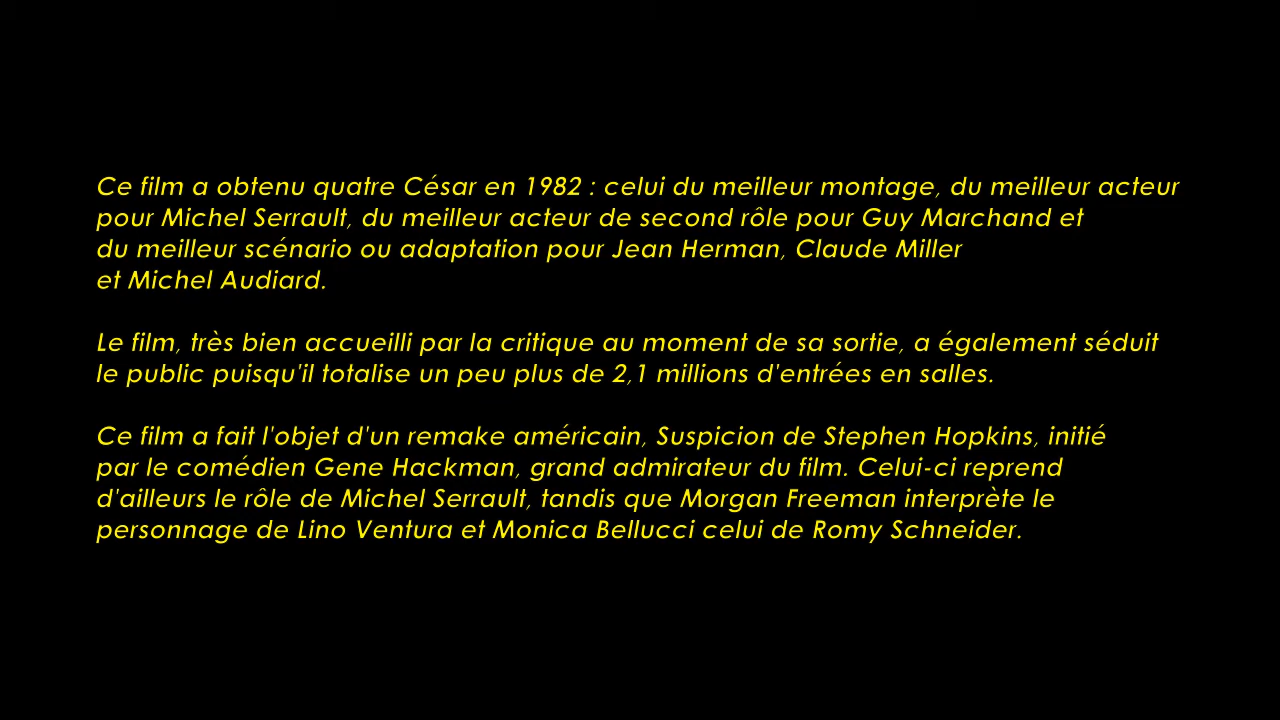 Ce film a obtenu quatre César en 1982 : celui du meilleur montage, du meilleur acteur
pour Michel Serrault, du meilleur acteur de second rôle pour Guy Marchand et
du meilleur scénario ou adaptation pour Jean Herman, Claude Miller
et Michel Audiard.
Le film, très bien accueilli par la critique au moment de sa sortie, a également séduit
le public puisqu'il totalise un peu plus de 2,1 millions d'entrées en salles.
Ce film a fait l'objet d'un remake américain, Suspicion de Stephen Hopkins, initié
par le comédien Gene Hackman, grand admirateur du film. Celui-ci reprend
d'ailleurs le rôle de Michel Serrault, tandis que Morgan Freeman interprète le
personnage de Lino Ventura et Monica Bellucci celui de Romy Schneider.